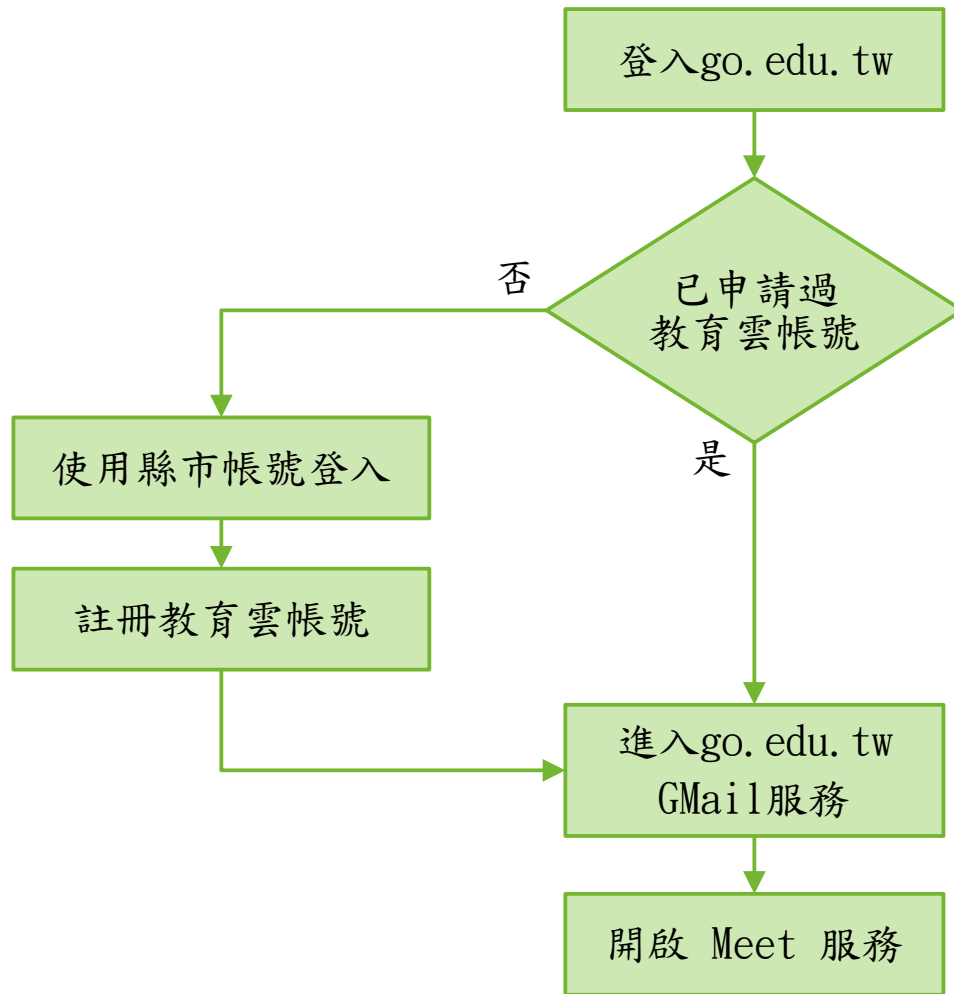 登入go.edu.tw
已申請過
教育雲帳號
否
是
使用縣市帳號登入
註冊教育雲帳號
進入go.edu.tw
GMail服務
開啟 Meet 服務